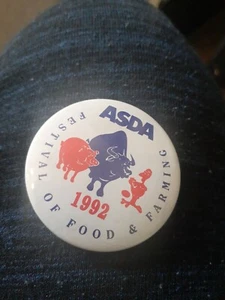 ASDA
1992
FESTIVAL OF FOOD & FARMING